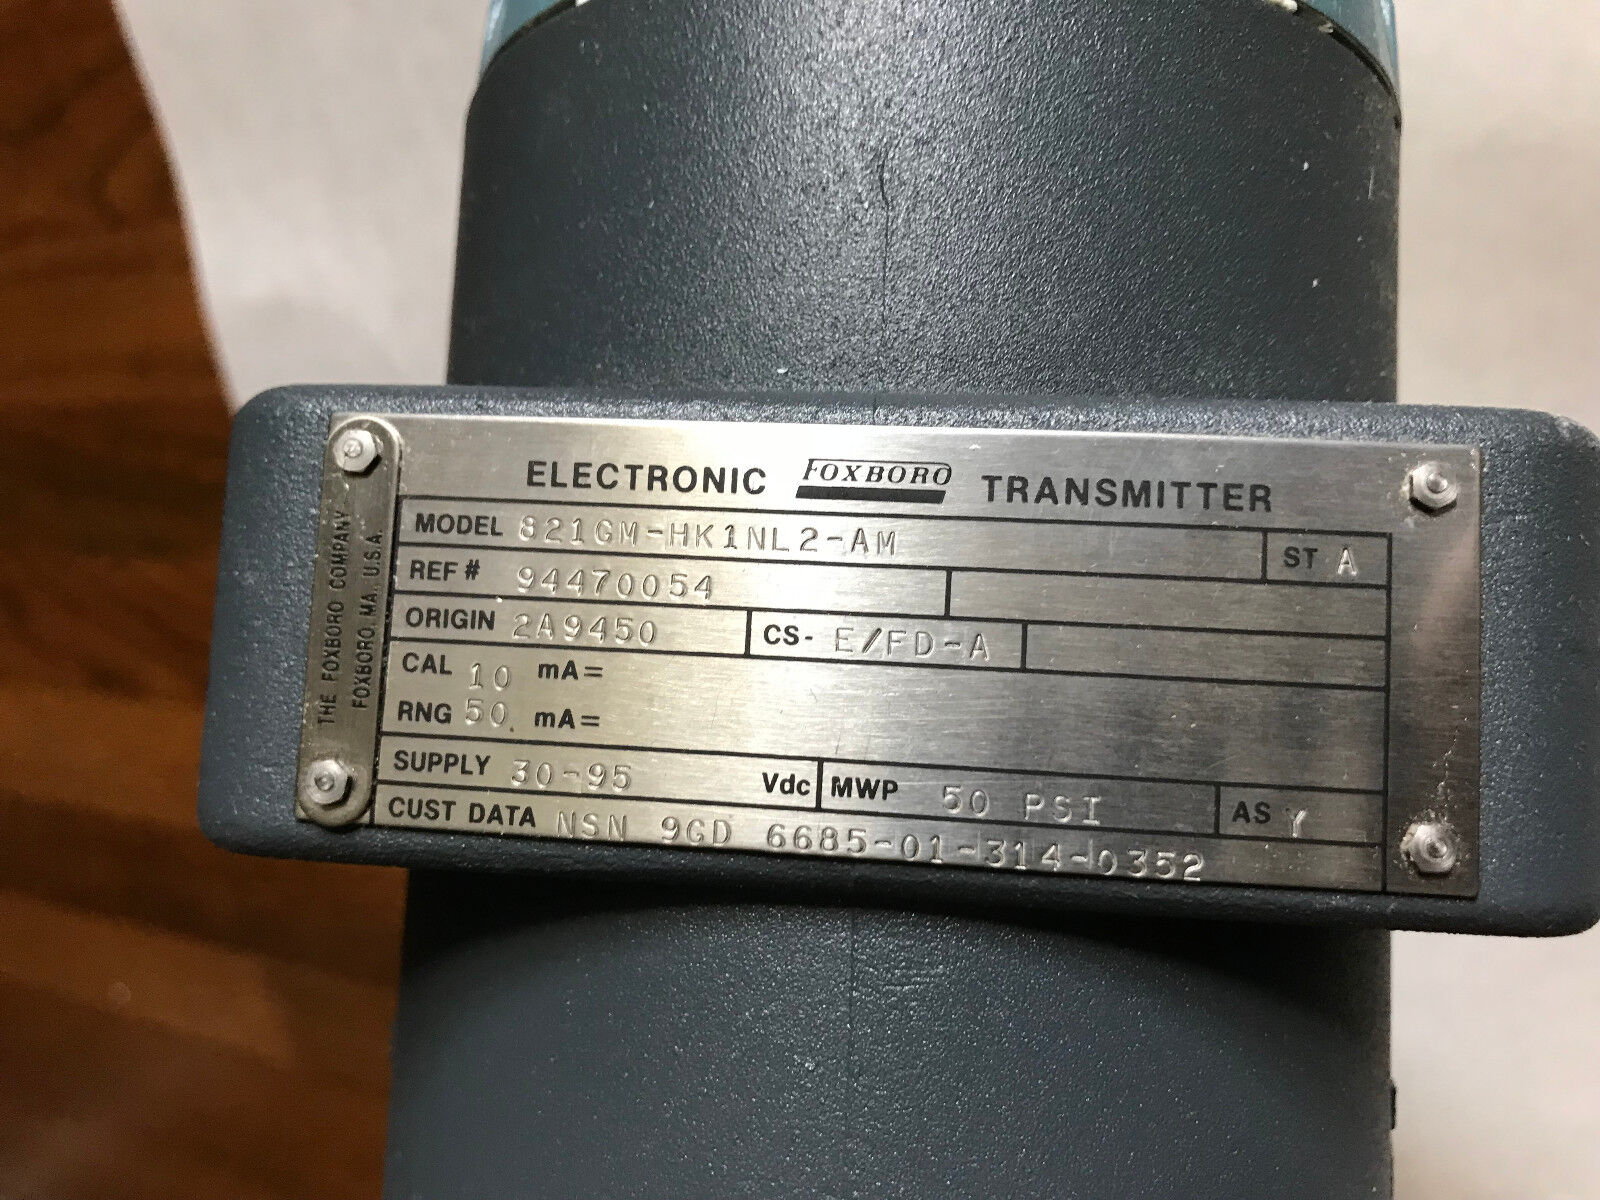 ELECTRONIC FOXBORO TRANSMITTER
MODEL 821GM-HK1NL2-AM ST A
REF # 94470054
ORIGIN 2A9450 CS- E/FD-A
CAL 10 mA=
RNG 50 mA=
SUPPLY 30-95 Vdc MWP 50 PSI AS Y
CUST DATA NSN 9GD 6685-01-314-0352
THE FOXBORO COMPANY
FOXBORO, MA., U.S.A.